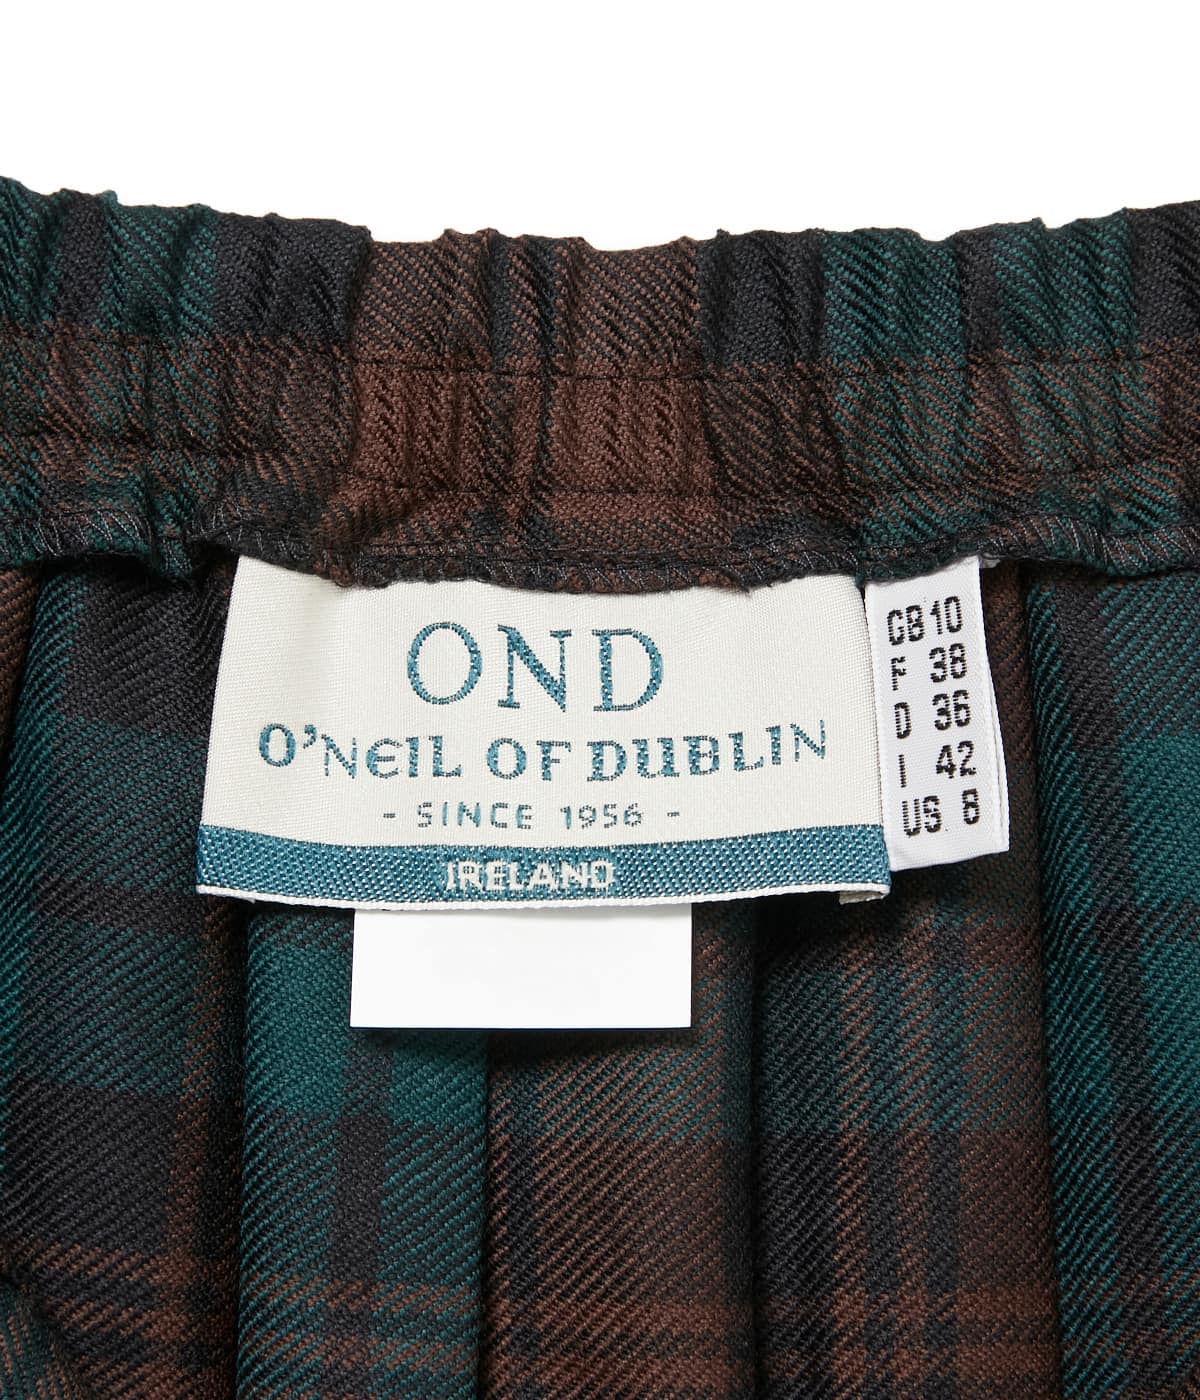 OND
O'NEIL OF DUBLIN
- SINCE 1956 -
IRELAND
GB 10
F 38
D 36
I 42
US 8